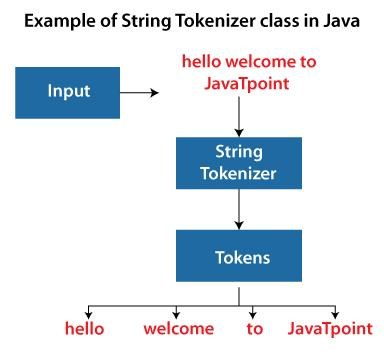 Example of String Tokenizer class in Java
Input
hello welcome to
JavaTpoint
String
Tokenizer
Tokens
hello welcome to JavaTpoint